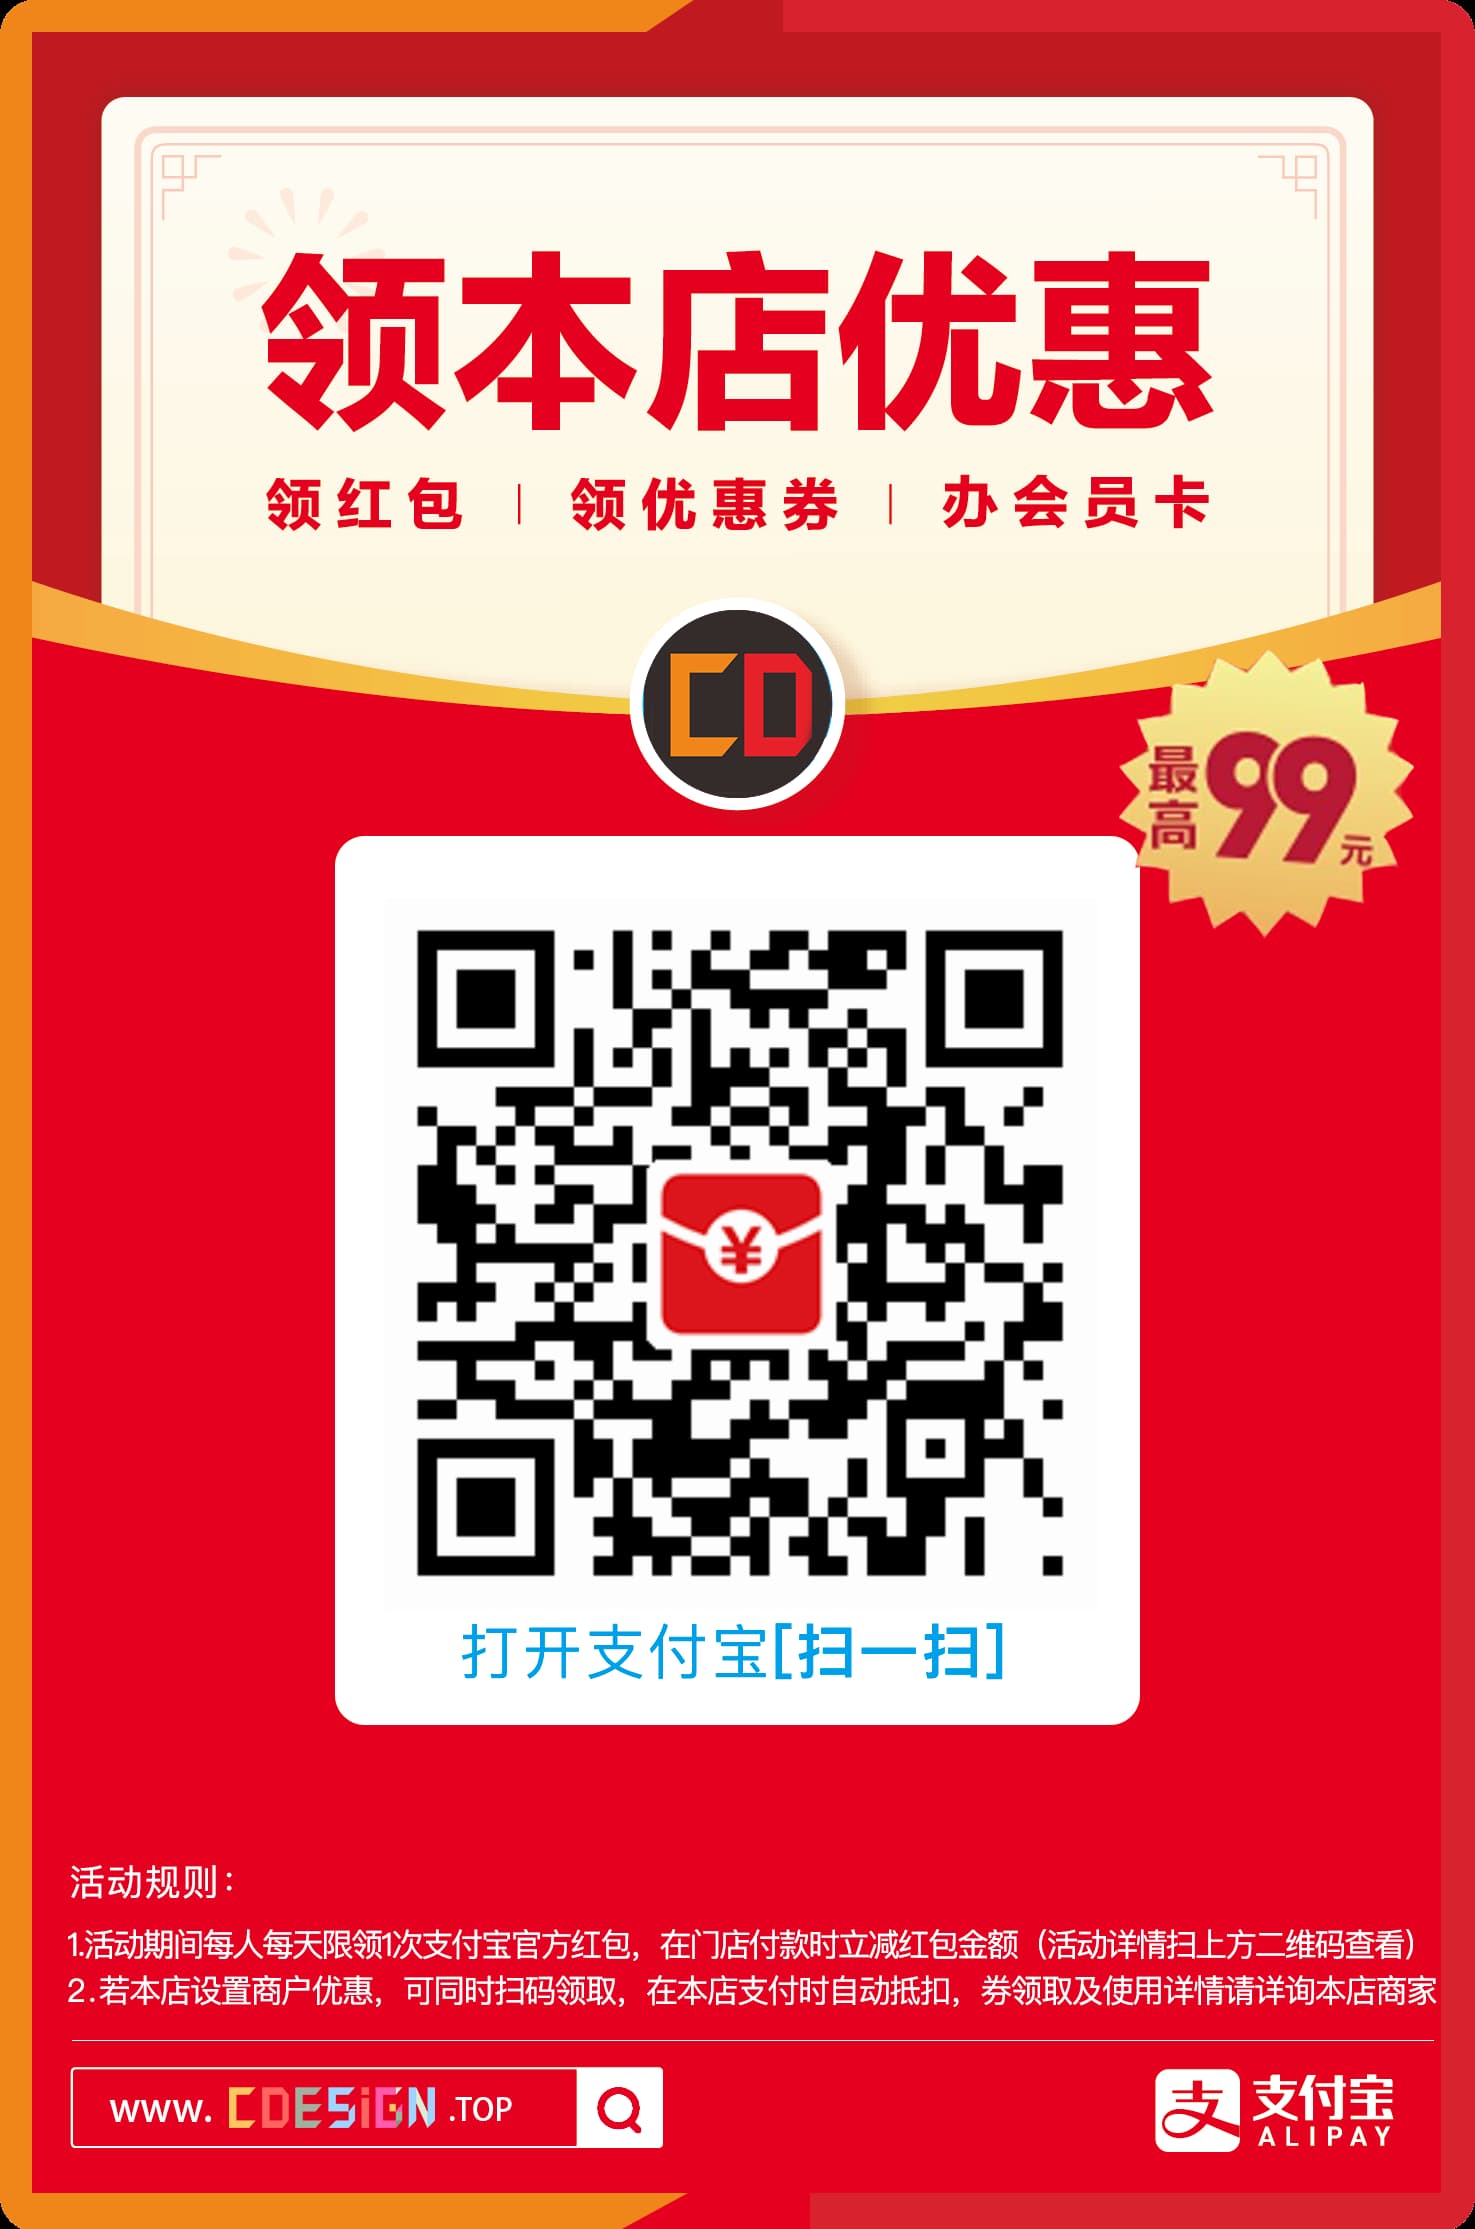 领本店优惠
领红包 | 领优惠券 | 办会员卡
CD
最高99元
¥
打开支付宝[扫一扫]
活动规则:
1.活动期间每人每天限领1次支付宝官方红包，在门店付款时立减红包金额（活动详情扫上方二维码查看）
2.若本店设置商户优惠，可同时扫码领取，在本店支付时自动抵扣，券领取及使用详情请详询本店商家
www.CDESiGN.TOP
支 支付宝
ALIPAY